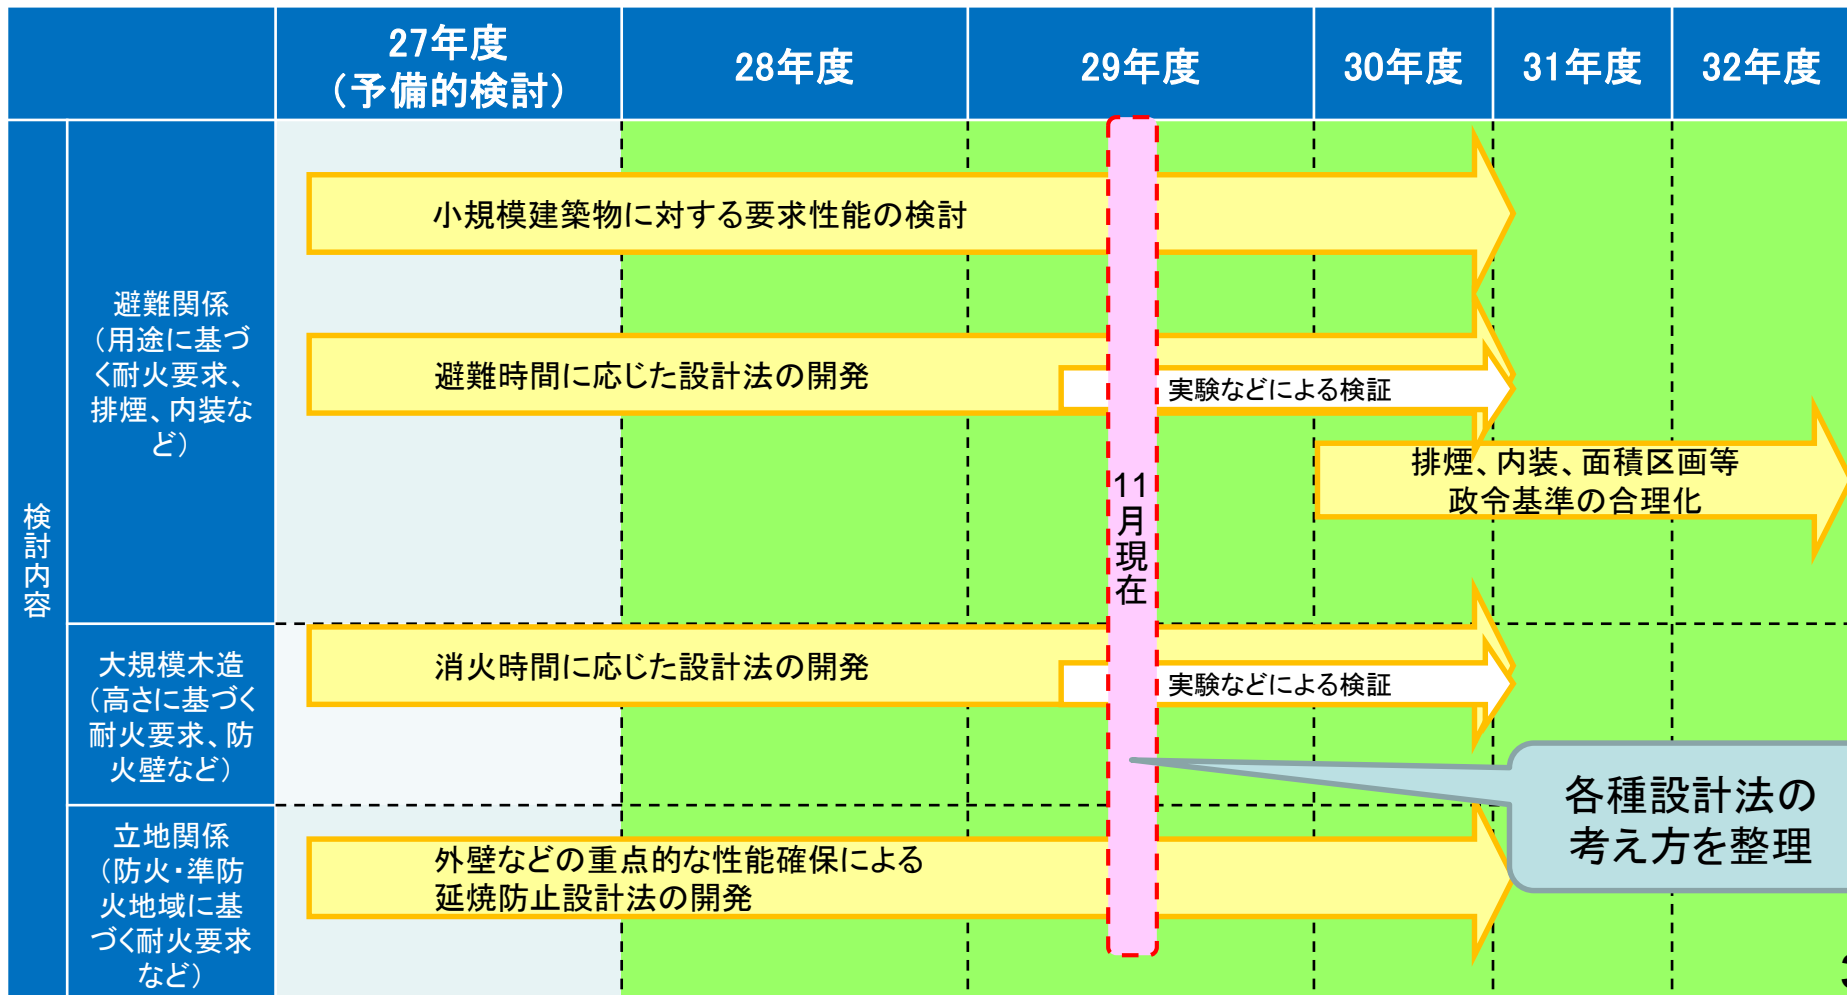 27年度
（予備的検討）
28年度
29年度
30年度
31年度
32年度
検討内容
避難関係
（用途に基づ
く耐火要求、
排煙、内装な
ど）
小規模建築物に対する要求性能の検討
避難時間に応じた設計法の開発
実験などによる検証
排煙、内装、面積区画等
政令基準の合理化
11月現在
大規模木造
（高さに基づく
耐火要求、防
火壁など）
消火時間に応じた設計法の開発
実験などによる検証
各種設計法の
考え方を整理
立地関係
（防火・準防
火地域に基
づく耐火要求
など）
外壁などの重点的な性能確保による
延焼防止設計法の開発